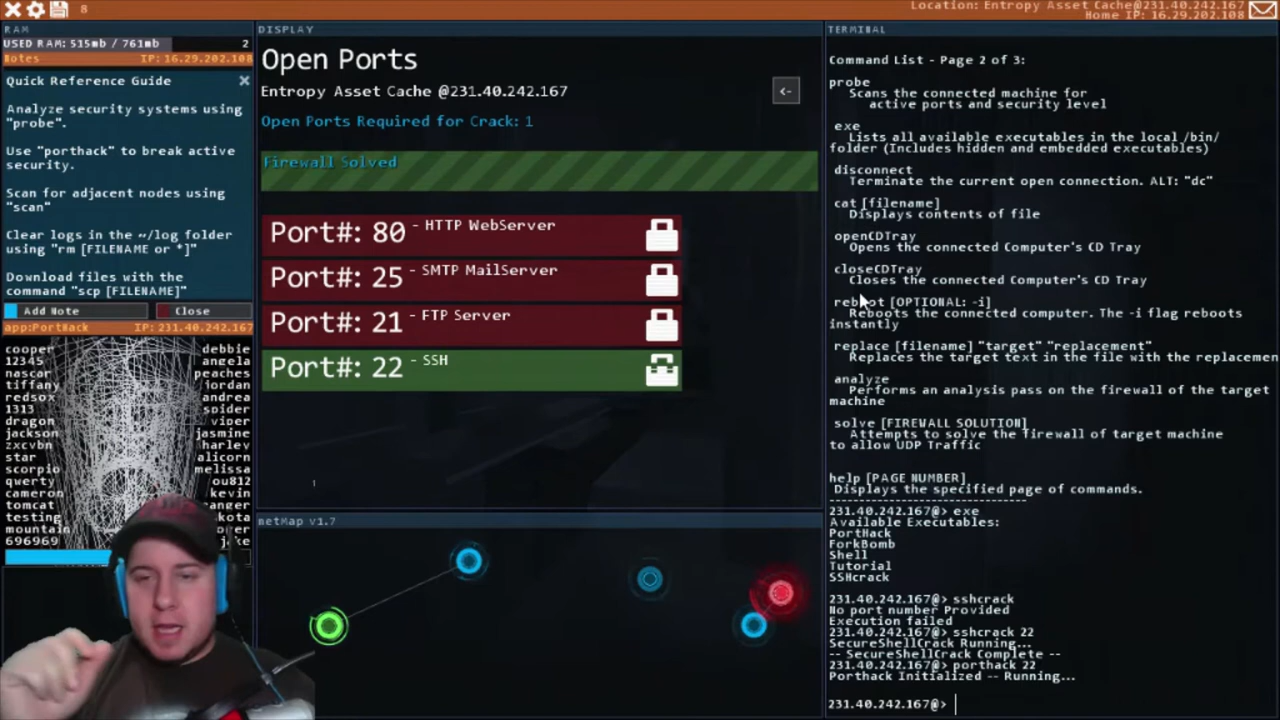 8
Location: Entropy Asset Cache @231.40.242.167
Home IP: 16.29.202.108
RAM
USED RAM: 515mb / 761mb
2
Notes
IP: 16.29.202.108
Quick Reference Guide
Analyze security systems using
"probe".
Use "porthack" to break active
security.
Scan for adjacent nodes using
"scan"
Clear logs in the ~/log folder
using "rm [FILENAME or *]"
Download files with the
command "scp [FILENAME]"
Add Note
Close
app:PortHack
IP: 231.40.242.167
cooper
12345
nascar
tiffany
redsox
1313
dragon
jackson
zxcvbn
star
scorpio
qwerty
cameron
tomcat
testing
mountain
696969
debbie
angela
peaches
jordan
andrea
spider
viper
jasmine
harley
alicorn
melissa
ou812
kevin
DISPLAY
Open Ports
Entropy Asset Cache @231.40.242.167
<-
Open Ports Required for Crack: 1
Firewall Solved
Port#: 80 - HTTP WebServer
Port#: 25 - SMTP MailServer
Port#: 21 - FTP Server
Port#: 22 - SSH
1
netMap v1.7
TERMINAL
Command List - Page 2 of 3:
probe
Scans the connected machine for
active ports and security level
exe
Lists all available executables in the local /bin/
folder (Includes hidden and embedded executables)
disconnect
Terminate the current open connection. ALT: "dc"
cat [filename]
Displays contents of file
openCDTray
Opens the connected Computer's CD Tray
closeCDTray
Closes the connected Computer's CD Tray
reboot [OPTIONAL: -i]
Reboots the connected computer. The -i flag reboots
instantly
replace [filename] "target" "replacement"
Replaces the target text in the file with the replacemen
analyze
Performs an analysis pass on the firewall of the target
machine
solve [FIREWALL SOLUTION]
Attempts to solve the firewall of target machine
to allow UDP Traffic
help [PAGE NUMBER]
Displays the specified page of commands.
--------------------------------
231.40.242.167@> exe
Available Executables:
PortHack
ForkBomb
Shell
Tutorial
SSHcrack
231.40.242.167@> sshcrack
No port number Provided
Execution failed
231.40.242.167@> sshcrack 22
SecureShellCrack Running...
-- SecureShellCrack Complete --
231.40.242.167@> porthack 22
Porthack Initialized -- Running...
231.40.242.167@>